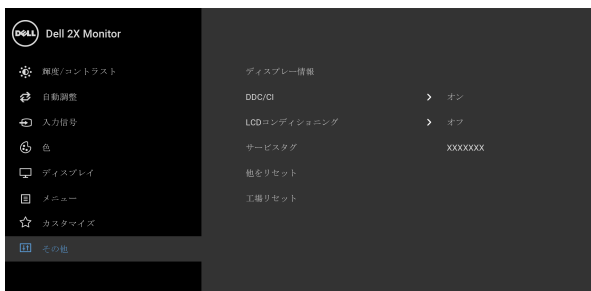 DELL Dell 2X Monitor
輝度/コントラスト
自動調整
入力信号
色
ディスプレイ
メニュー
カスタマイズ
その他
ディスプレー情報
DDC/CI オン
LCDコンディショニング オフ
サービスタグ XXXXXXX
他をリセット
工場リセット